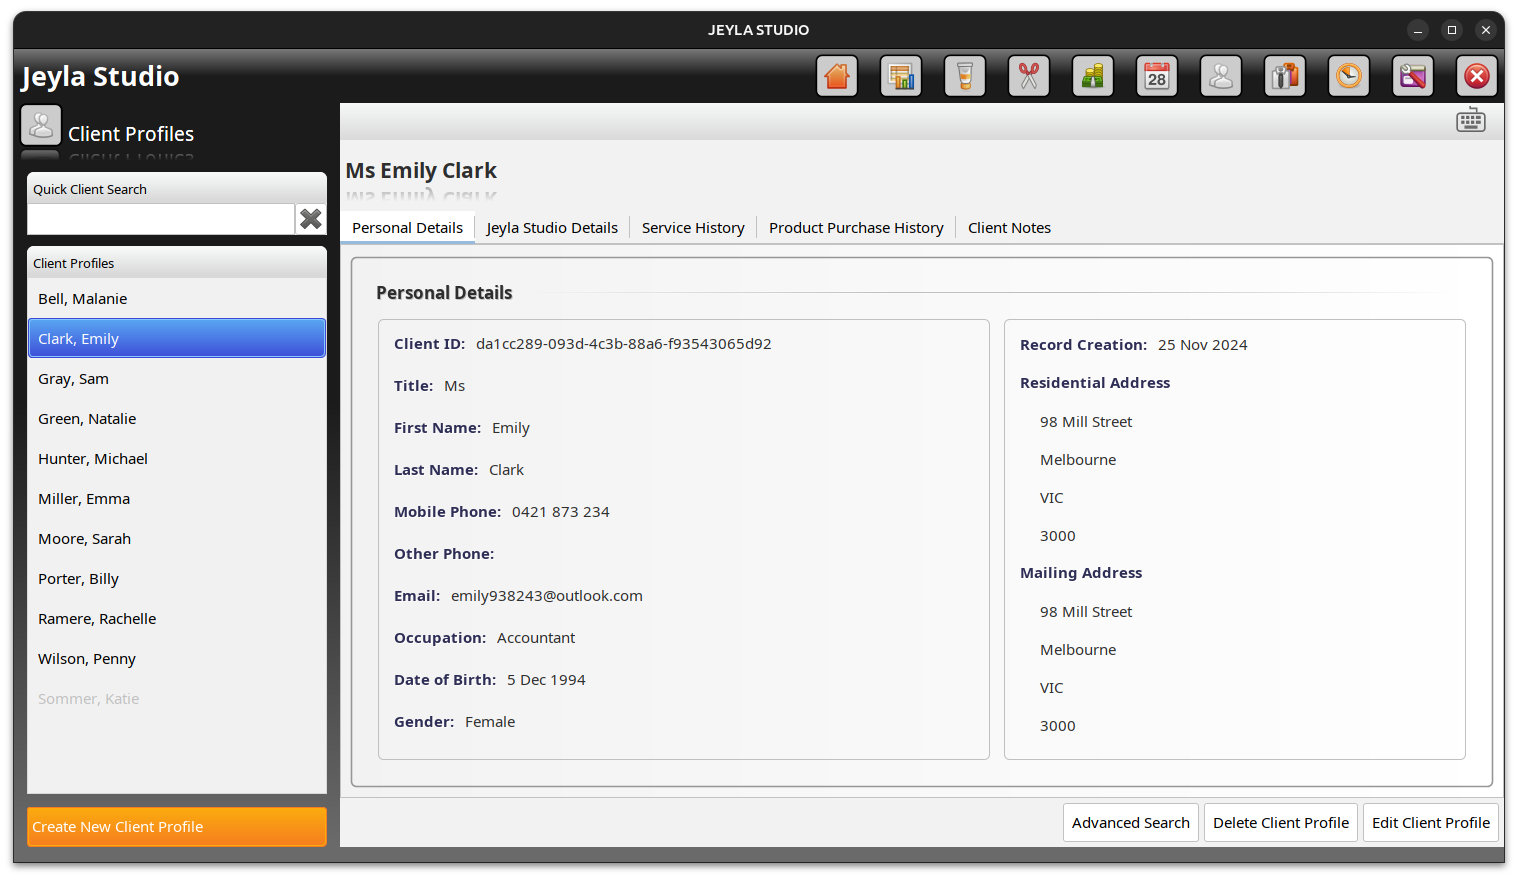 JEYLA STUDIO
Jeyla Studio
28
Client Profiles
Quick Client Search
Client Profiles
Bell, Malanie
Clark, Emily
Gray, Sam
Green, Natalie
Hunter, Michael
Miller, Emma
Moore, Sarah
Porter, Billy
Ramere, Rachelle
Wilson, Penny
Sommer, Katie
Create New Client Profile
Ms Emily Clark
Personal Details
Jeyla Studio Details
Service History
Product Purchase History
Client Notes
Personal Details
Client ID: da1cc289-093d-4c3b-88a6-f93543065d92
Title: Ms
First Name: Emily
Last Name: Clark
Mobile Phone: 0421 873 234
Other Phone:
Email: emily938243@outlook.com
Occupation: Accountant
Date of Birth: 5 Dec 1994
Gender: Female
Record Creation: 25 Nov 2024
Residential Address
98 Mill Street
Melbourne
VIC
3000
Mailing Address
98 Mill Street
Melbourne
VIC
3000
Advanced Search
Delete Client Profile
Edit Client Profile